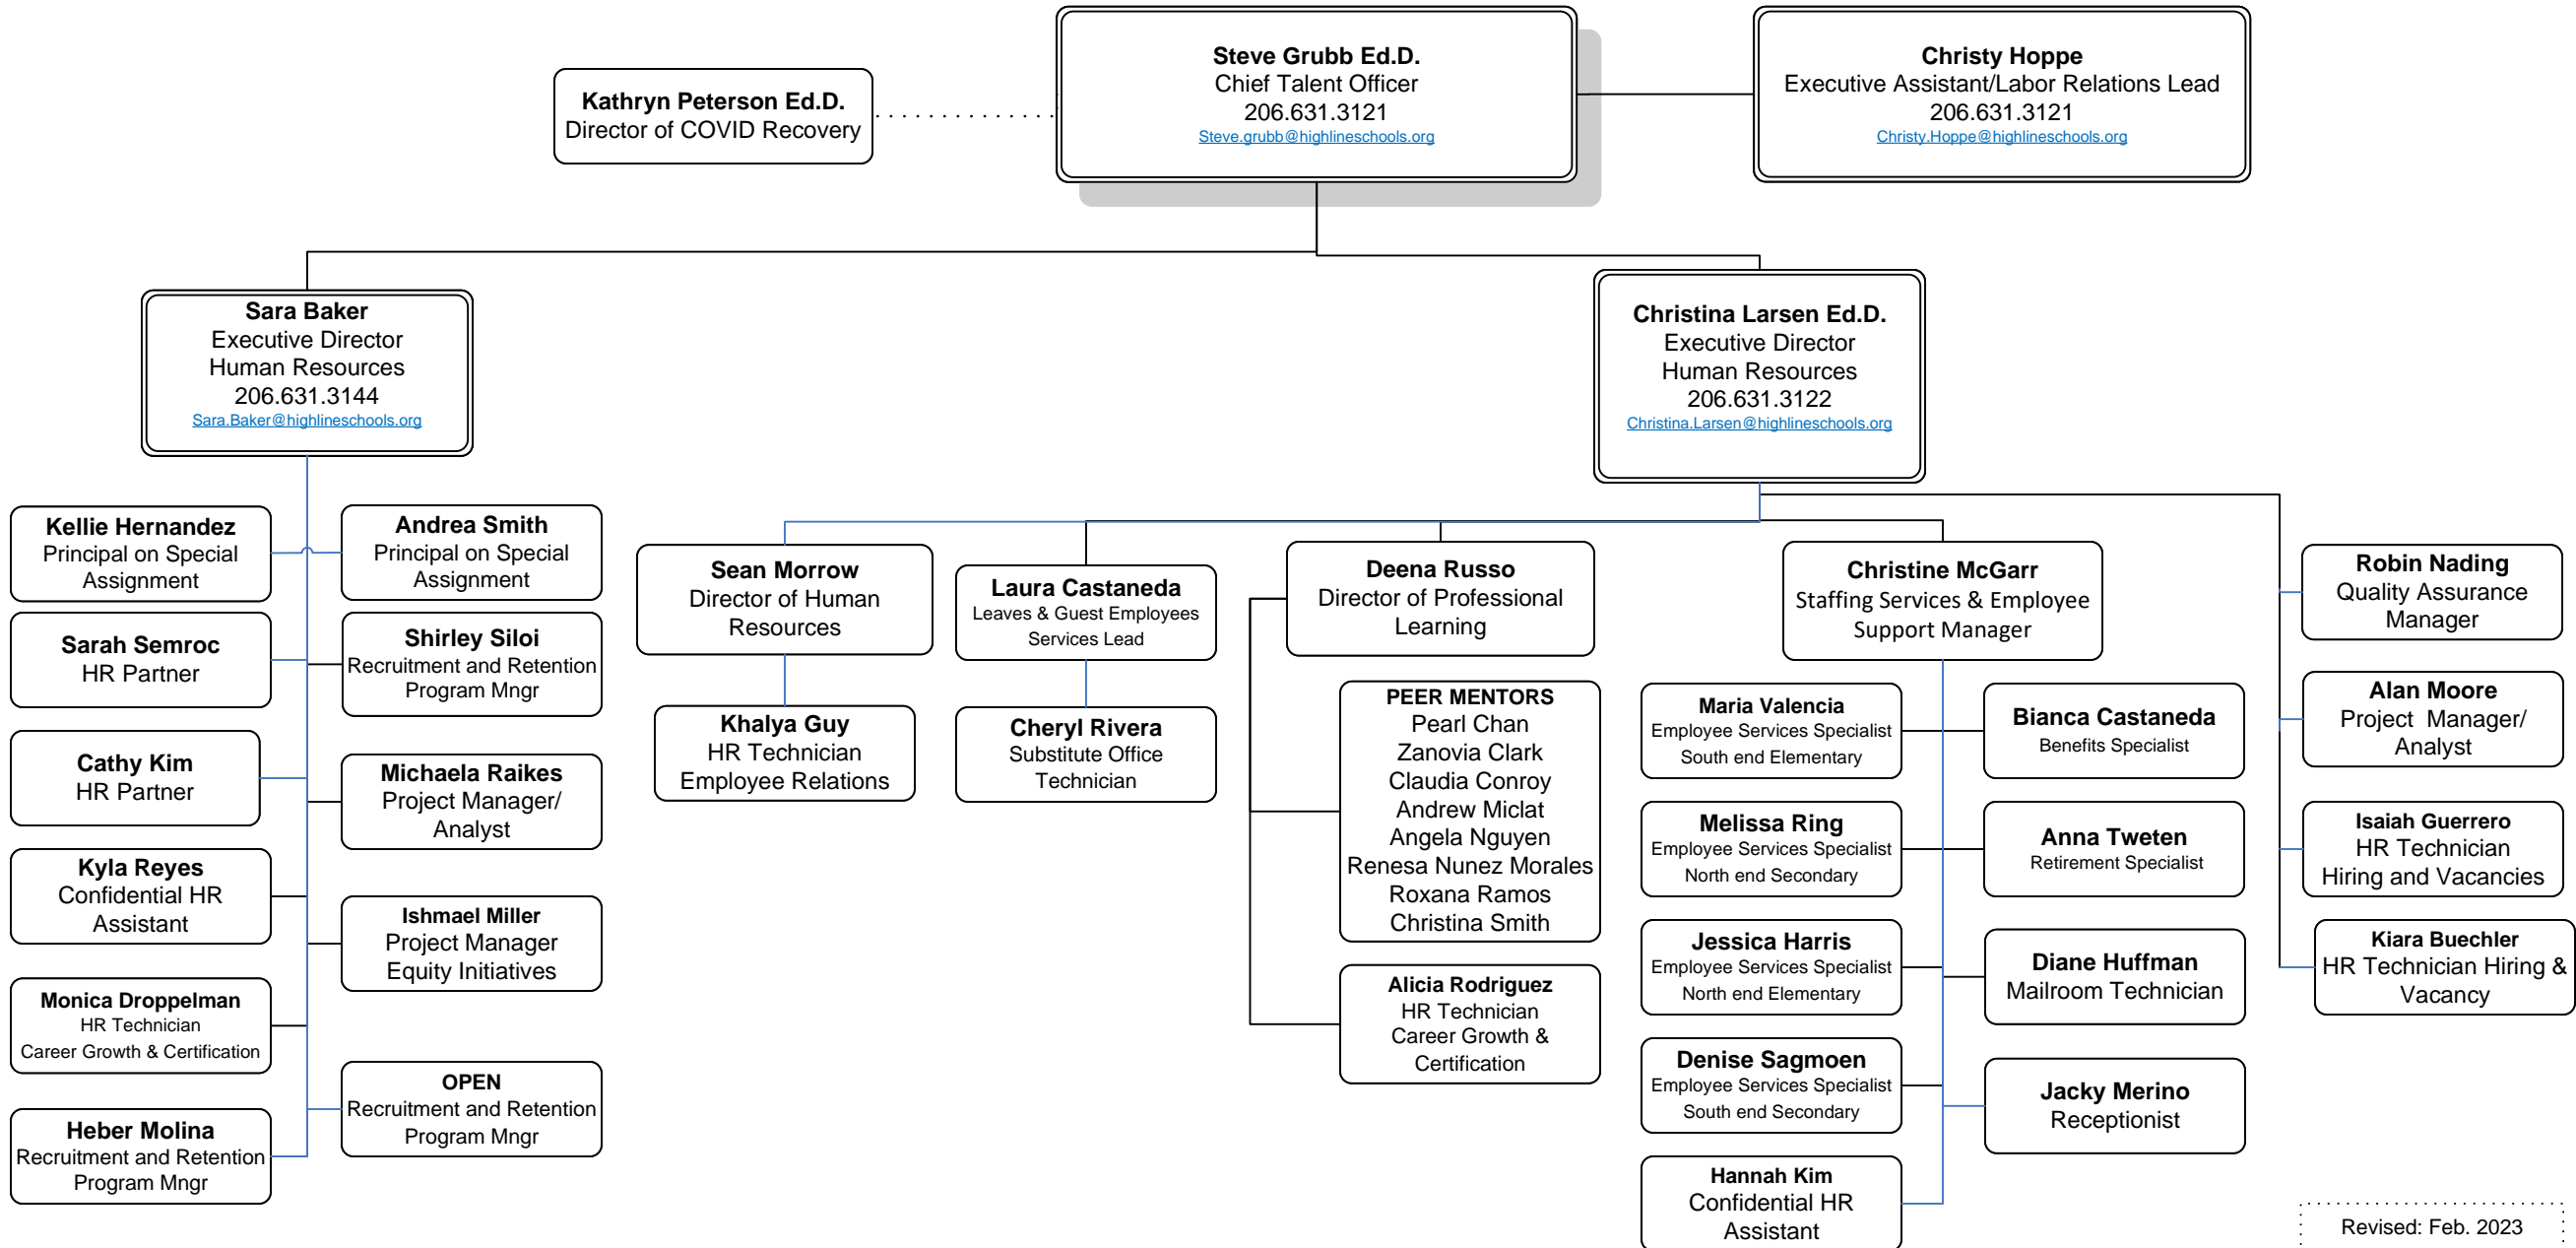 Kathryn Peterson Ed.D.
Director of COVID Recovery
Steve Grubb Ed.D.
Chief Talent Officer
206.631.3121
Steve.grubb@highlineschools.org
Christy Hoppe
Executive Assistant/Labor Relations Lead
206.631.3121
Christy.Hoppe@highlineschools.org
Sara Baker
Executive Director
Human Resources
206.631.3144
Sara.Baker@highlineschools.org
Christina Larsen Ed.D.
Executive Director
Human Resources
206.631.3122
Christina.Larsen@highlineschools.org
Kellie Hernandez
Principal on Special
Assignment
Andrea Smith
Principal on Special
Assignment
Sarah Semroc
HR Partner
Shirley Siloi
Recruitment and Retention
Program Mngr
Cathy Kim
HR Partner
Michaela Raikes
Project Manager/
Analyst
Kyla Reyes
Confidential HR
Assistant
Ishmael Miller
Project Manager
Equity Initiatives
Monica Droppelman
HR Technician
Career Growth & Certification
OPEN
Recruitment and Retention
Program Mngr
Heber Molina
Recruitment and Retention
Program Mngr
Sean Morrow
Director of Human
Resources
Khalya Guy
HR Technician
Employee Relations
Laura Castaneda
Leaves & Guest Employees
Services Lead
Cheryl Rivera
Substitute Office
Technician
Deena Russo
Director of Professional
Learning
PEER MENTORS
Pearl Chan
Zanovia Clark
Claudia Conroy
Andrew Miclat
Angela Nguyen
Renesa Nunez Morales
Roxana Ramos
Christina Smith
Alicia Rodriguez
HR Technician
Career Growth &
Certification
Christine McGarr
Staffing Services & Employee
Support Manager
Maria Valencia
Employee Services Specialist
South end Elementary
Bianca Castaneda
Benefits Specialist
Melissa Ring
Employee Services Specialist
North end Secondary
Anna Tweten
Retirement Specialist
Jessica Harris
Employee Services Specialist
North end Elementary
Diane Huffman
Mailroom Technician
Denise Sagmoen
Employee Services Specialist
South end Secondary
Jacky Merino
Receptionist
Hannah Kim
Confidential HR
Assistant
Robin Nading
Quality Assurance
Manager
Alan Moore
Project Manager/
Analyst
Isaiah Guerrero
HR Technician
Hiring and Vacancies
Kiara Buechler
HR Technician Hiring &
Vacancy
Revised: Feb. 2023